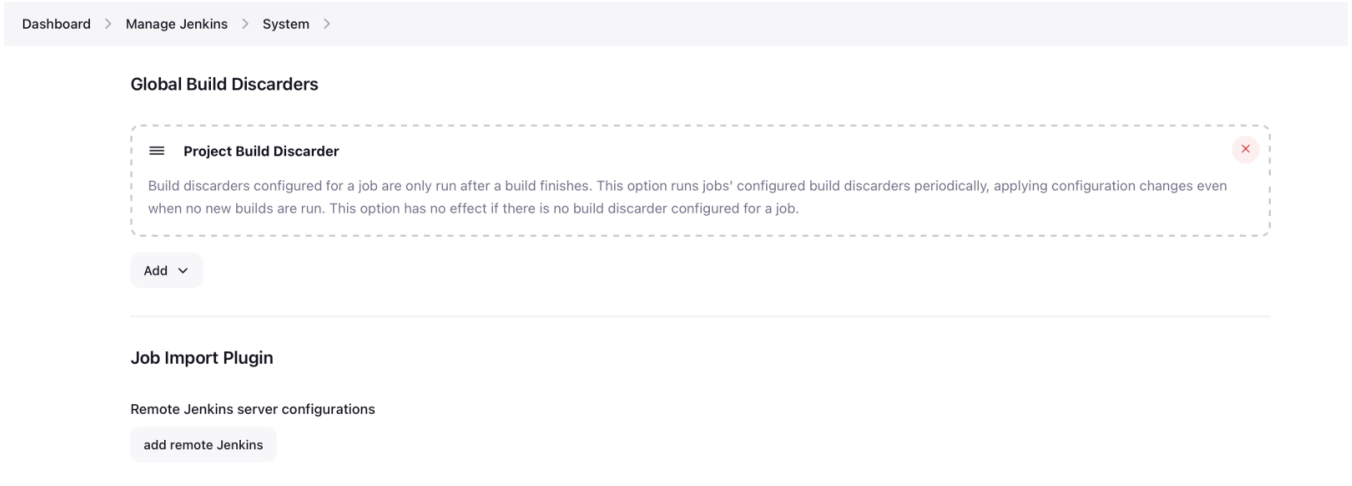 Dashboard > Manage Jenkins > System >
Global Build Discarders
Project Build Discarder
Build discarders configured for a job are only run after a build finishes. This option runs jobs' configured build discarders periodically, applying configuration changes even
when no new builds are run. This option has no effect if there is no build discarder configured for a job.
Add
Job Import Plugin
Remote Jenkins server configurations
add remote Jenkins